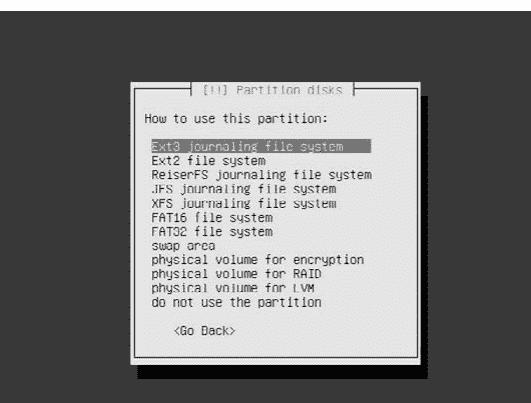 [!!] Partition disks
How to use this partition:
Ext3 journaling file system
Ext2 file system
ReiserFS journaling file system
JFS journaling file system
XFS journaling file system
FAT16 file system
FAT32 file system
swap area
physical volume for encryption
physical volume for RAID
physical volume for LVM
do not use the partition
<Go Back>